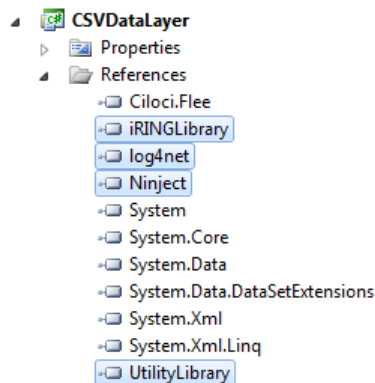 CSVDataLayer
Properties
References
Ciloci.Flee
iRINGLibrary
log4net
Ninject
System
System.Core
System.Data
System.Data.DataSetExtensions
System.Xml
System.Xml.Linq
UtilityLibrary